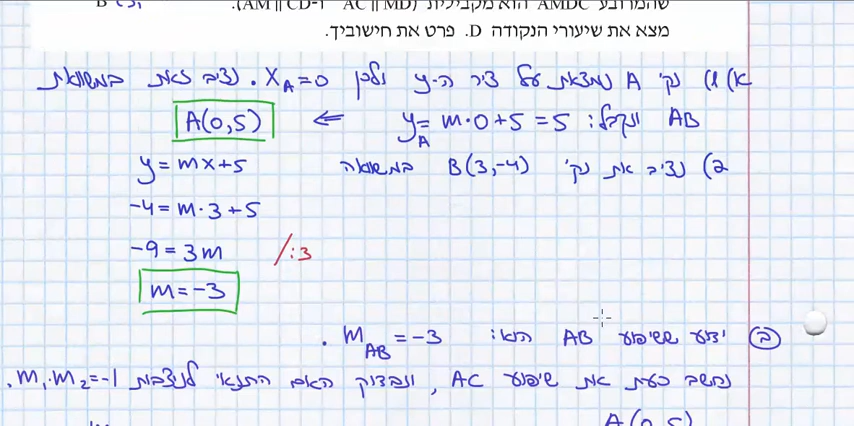 שהמרובע AMDC הוא מקבילית (AM||CD ו-AC||MD).
מצא את שיעורי הנקודה D. פרט את חישוביך.
א) 1) נק' A נמצאת על ציר ה-y ולכן X_A=0. נציב זאת במשוואת
AB ונקבל: y_A = m·0+5=5 ⇐ A(0,5)
2) נציב את נק' B(3,-4) במשוואה y=mx+5
-4=m·3+5
-9=3m /:3
m=-3
ב) ידוע ששיפוע AB הוא: m_AB=-3.
נחשב כעת את שיפוע AC, ונבדוק האם התנאי לניצבות m₁·m₂=-1.
A(0,5)